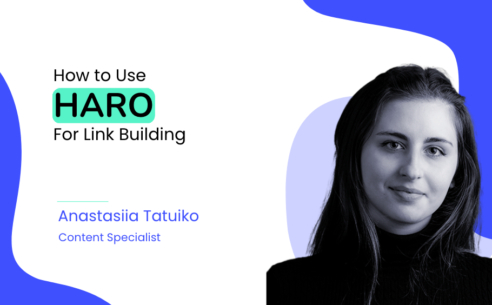 How to Use
HARO
For Link Building
Anastasiia Tatuiko
Content Specialist